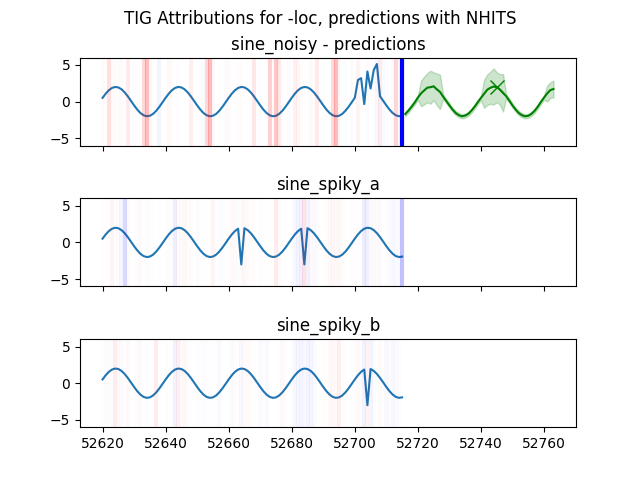 TIG Attributions for -loc, predictions with NHITS
sine_noisy - predictions
5
0
−5
sine_spiky_a
5
0
−5
sine_spiky_b
5
0
−5
52620 52640 52660 52680 52700 52720 52740 52760